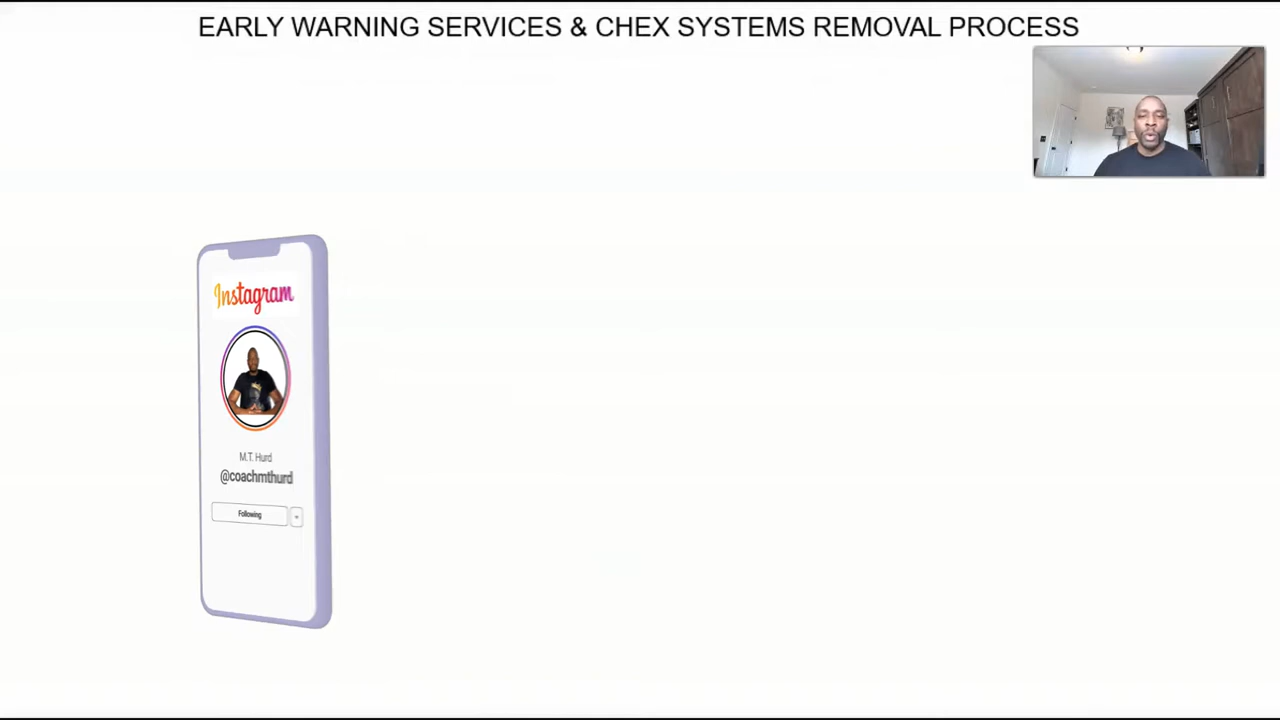 EARLY WARNING SERVICES & CHEX SYSTEMS REMOVAL PROCESS
Instagram
M.T. Hurd
@coachmthurd
Following